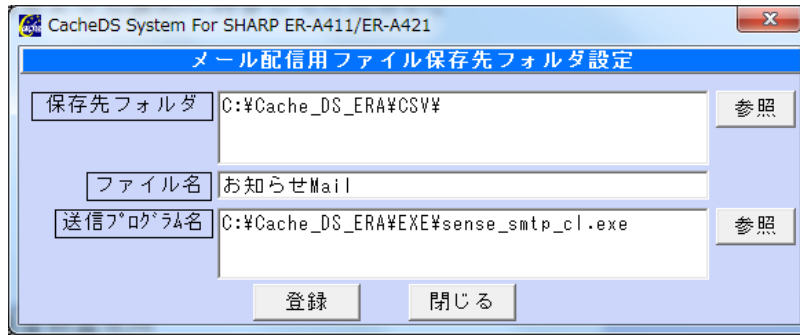 CacheDS System For SHARP ER-A411/ER-A421
メール配信用ファイル保存先フォルダ設定
保存先フォルダ C:¥Cache_DS_ERA¥CSV¥ 参照
ファイル名 お知らせMail
送信ﾌﾟﾛｸﾞﾗﾑ名 C:¥Cache_DS_ERA¥EXE¥sense_smtp_cl.exe 参照
登録 閉じる